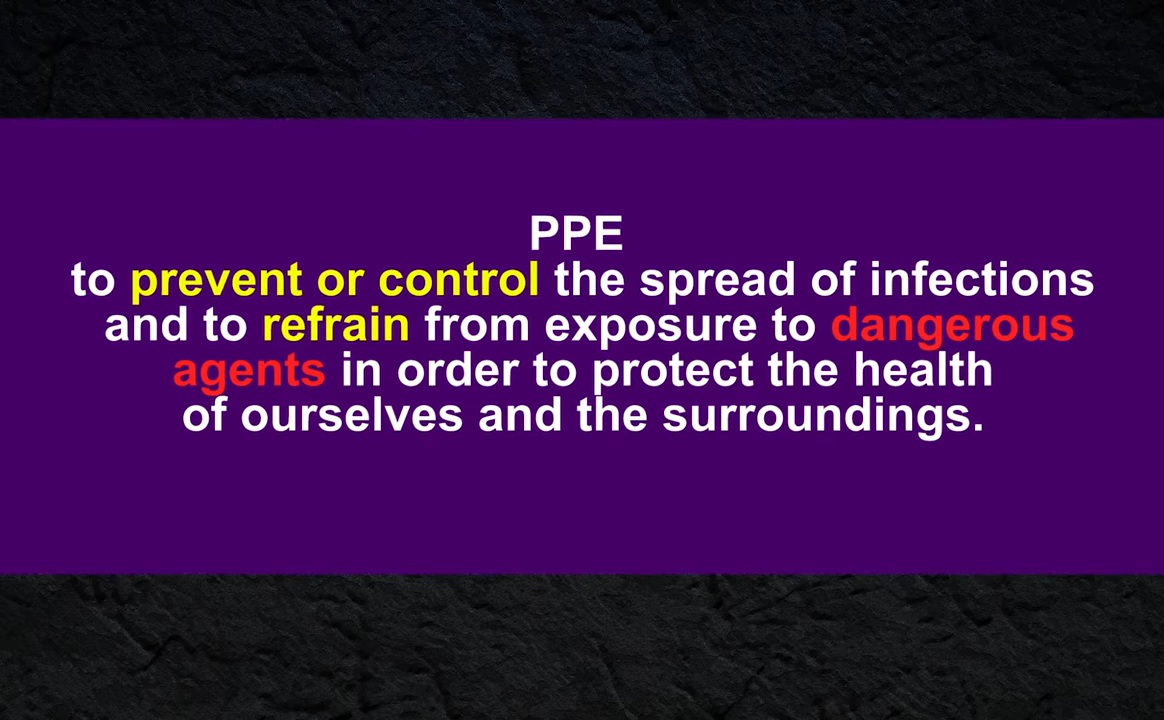 PPE
to prevent or control the spread of infections
and to refrain from exposure to dangerous
agents in order to protect the health
of ourselves and the surroundings.